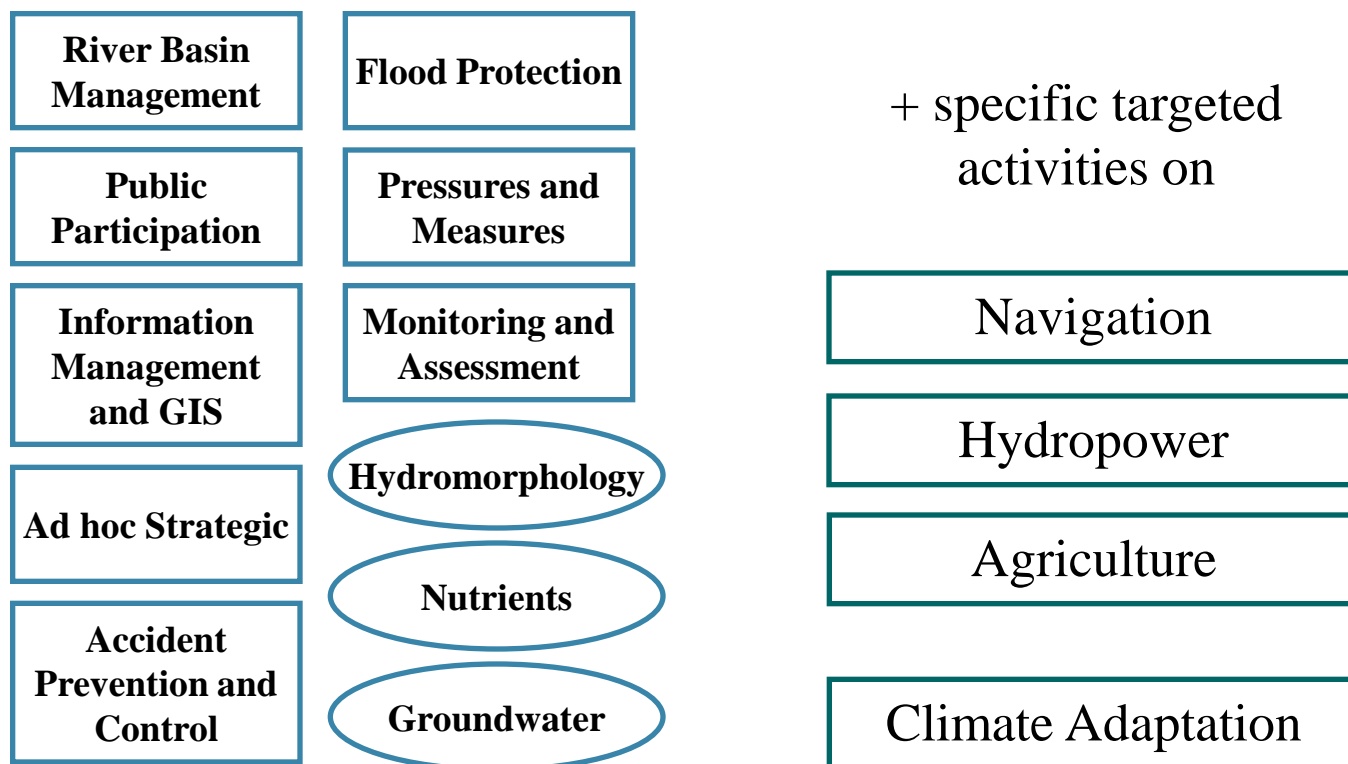 River Basin
Management
Public
Participation
Information
Management
and GIS
Ad hoc Strategic
Accident
Prevention and
Control
Flood Protection
Pressures and
Measures
Monitoring and
Assessment
Hydromorphology
Nutrients
Groundwater
+ specific targeted
activities on
Navigation
Hydropower
Agriculture
Climate Adaptation